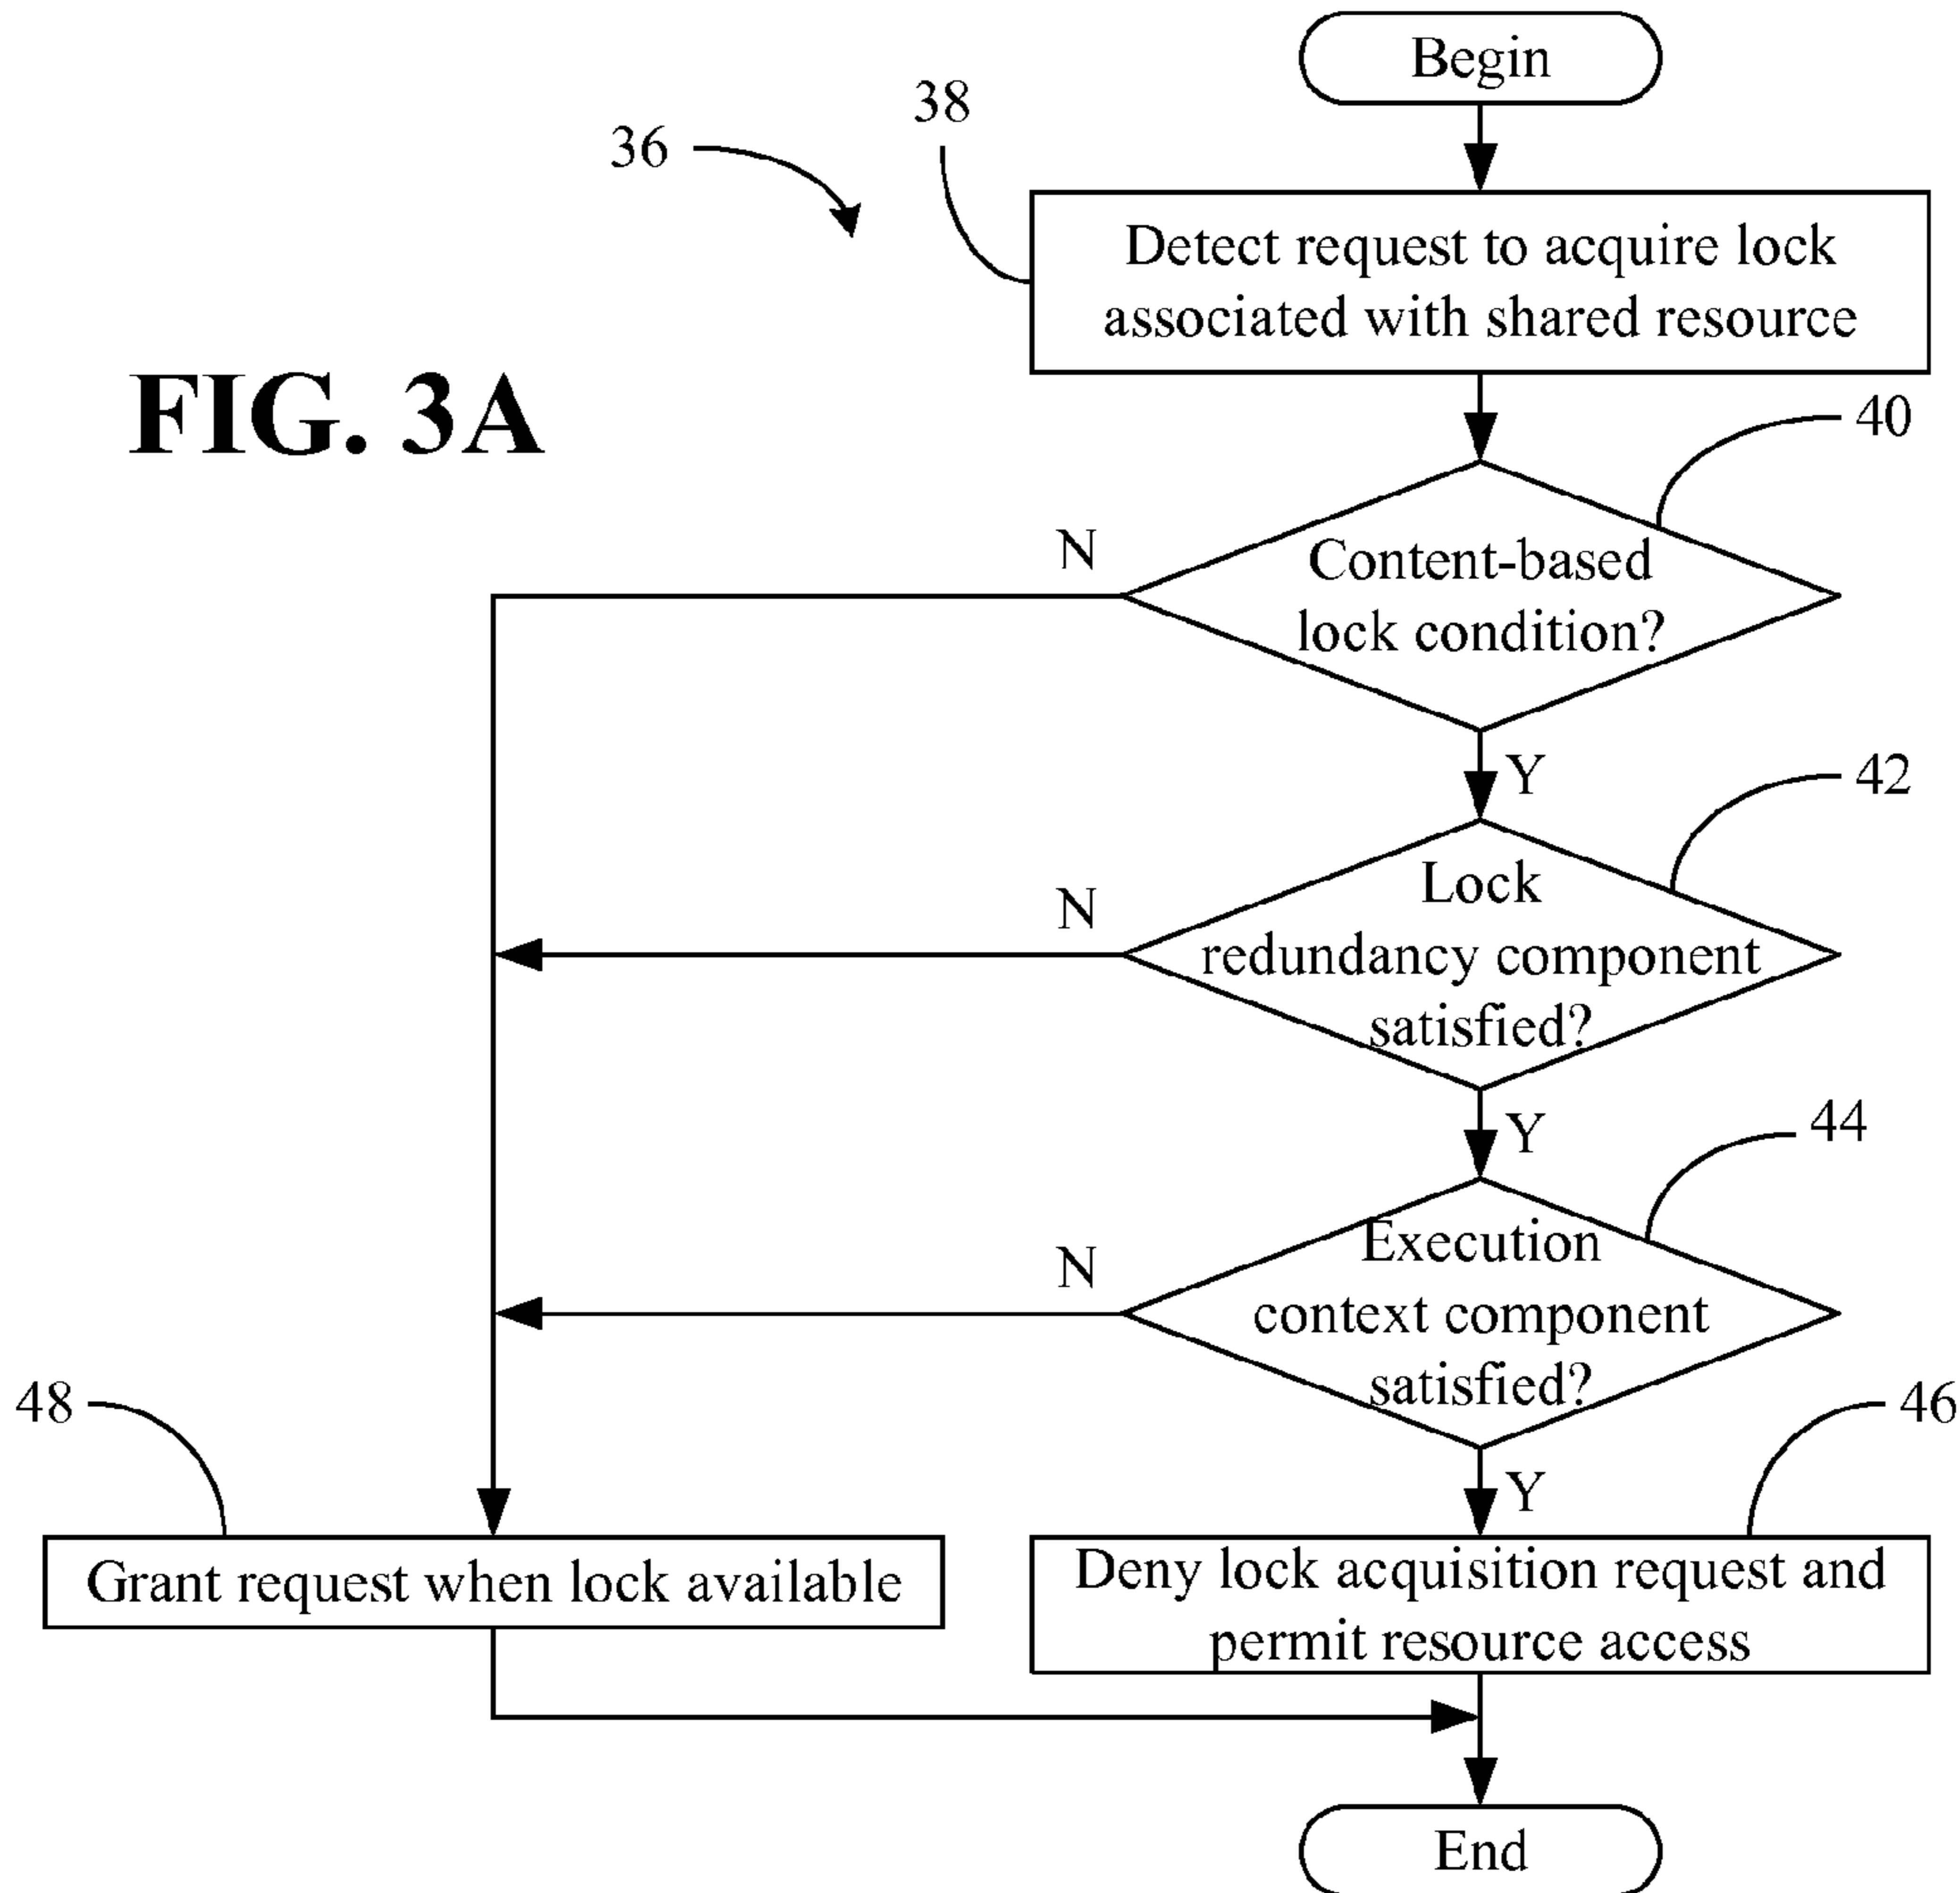 Begin
38
36
Detect request to acquire lock
associated with shared resource
FIG. 3A
40
N
Content-based
lock condition?
Y
42
N
Lock
redundancy component
satisfied?
Y
44
N
Execution
context component
satisfied?
48
46
Y
Grant request when lock available
Deny lock acquisition request and
permit resource access
End